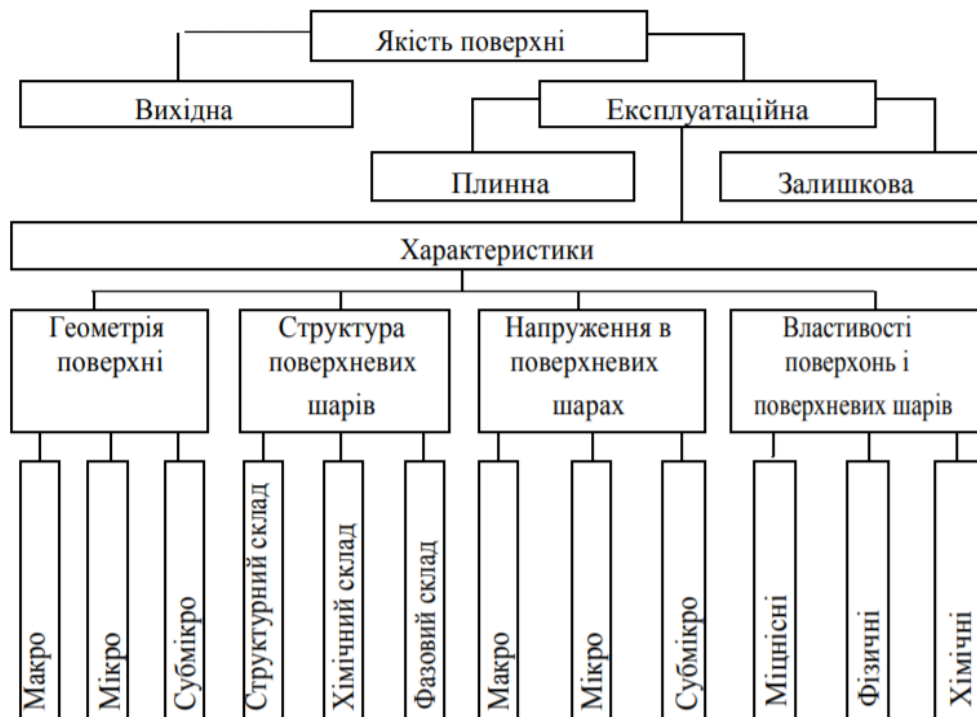 Якість поверхні
Вихідна
Експлуатаційна
Плинна
Залишкова
Характеристики
Геометрія
поверхні
Структура
поверхневих
шарів
Напруження в
поверхневих
шарах
Властивості
поверхонь і
поверхневих шарів
Макро
Мікро
Субмікро
Структурний склад
Хімічний склад
Фазовий склад
Макро
Мікро
Субмікро
Міцнісні
Фізичні
Хімічні